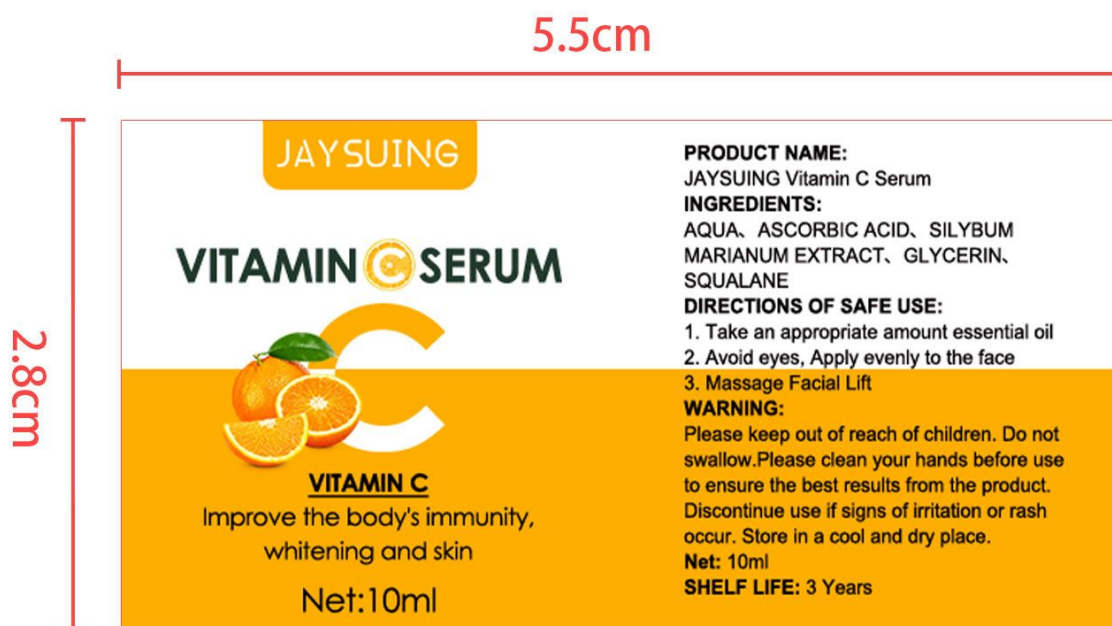 5.5cm
2.8cm
JAYSUING
VITAMIN C SERUM
VITAMIN C
Improve the body's immunity,
whitening and skin
Net:10ml
PRODUCT NAME:
JAYSUING Vitamin C Serum
INGREDIENTS:
AQUA、ASCORBIC ACID、SILYBUM
MARIANUM EXTRACT、GLYCERIN、
SQUALANE
DIRECTIONS OF SAFE USE:
1. Take an appropriate amount essential oil
2. Avoid eyes, Apply evenly to the face
3. Massage Facial Lift
WARNING:
Please keep out of reach of children. Do not
swallow.Please clean your hands before use
to ensure the best results from the product.
Discontinue use if signs of irritation or rash
occur. Store in a cool and dry place.
Net: 10ml
SHELF LIFE: 3 Years